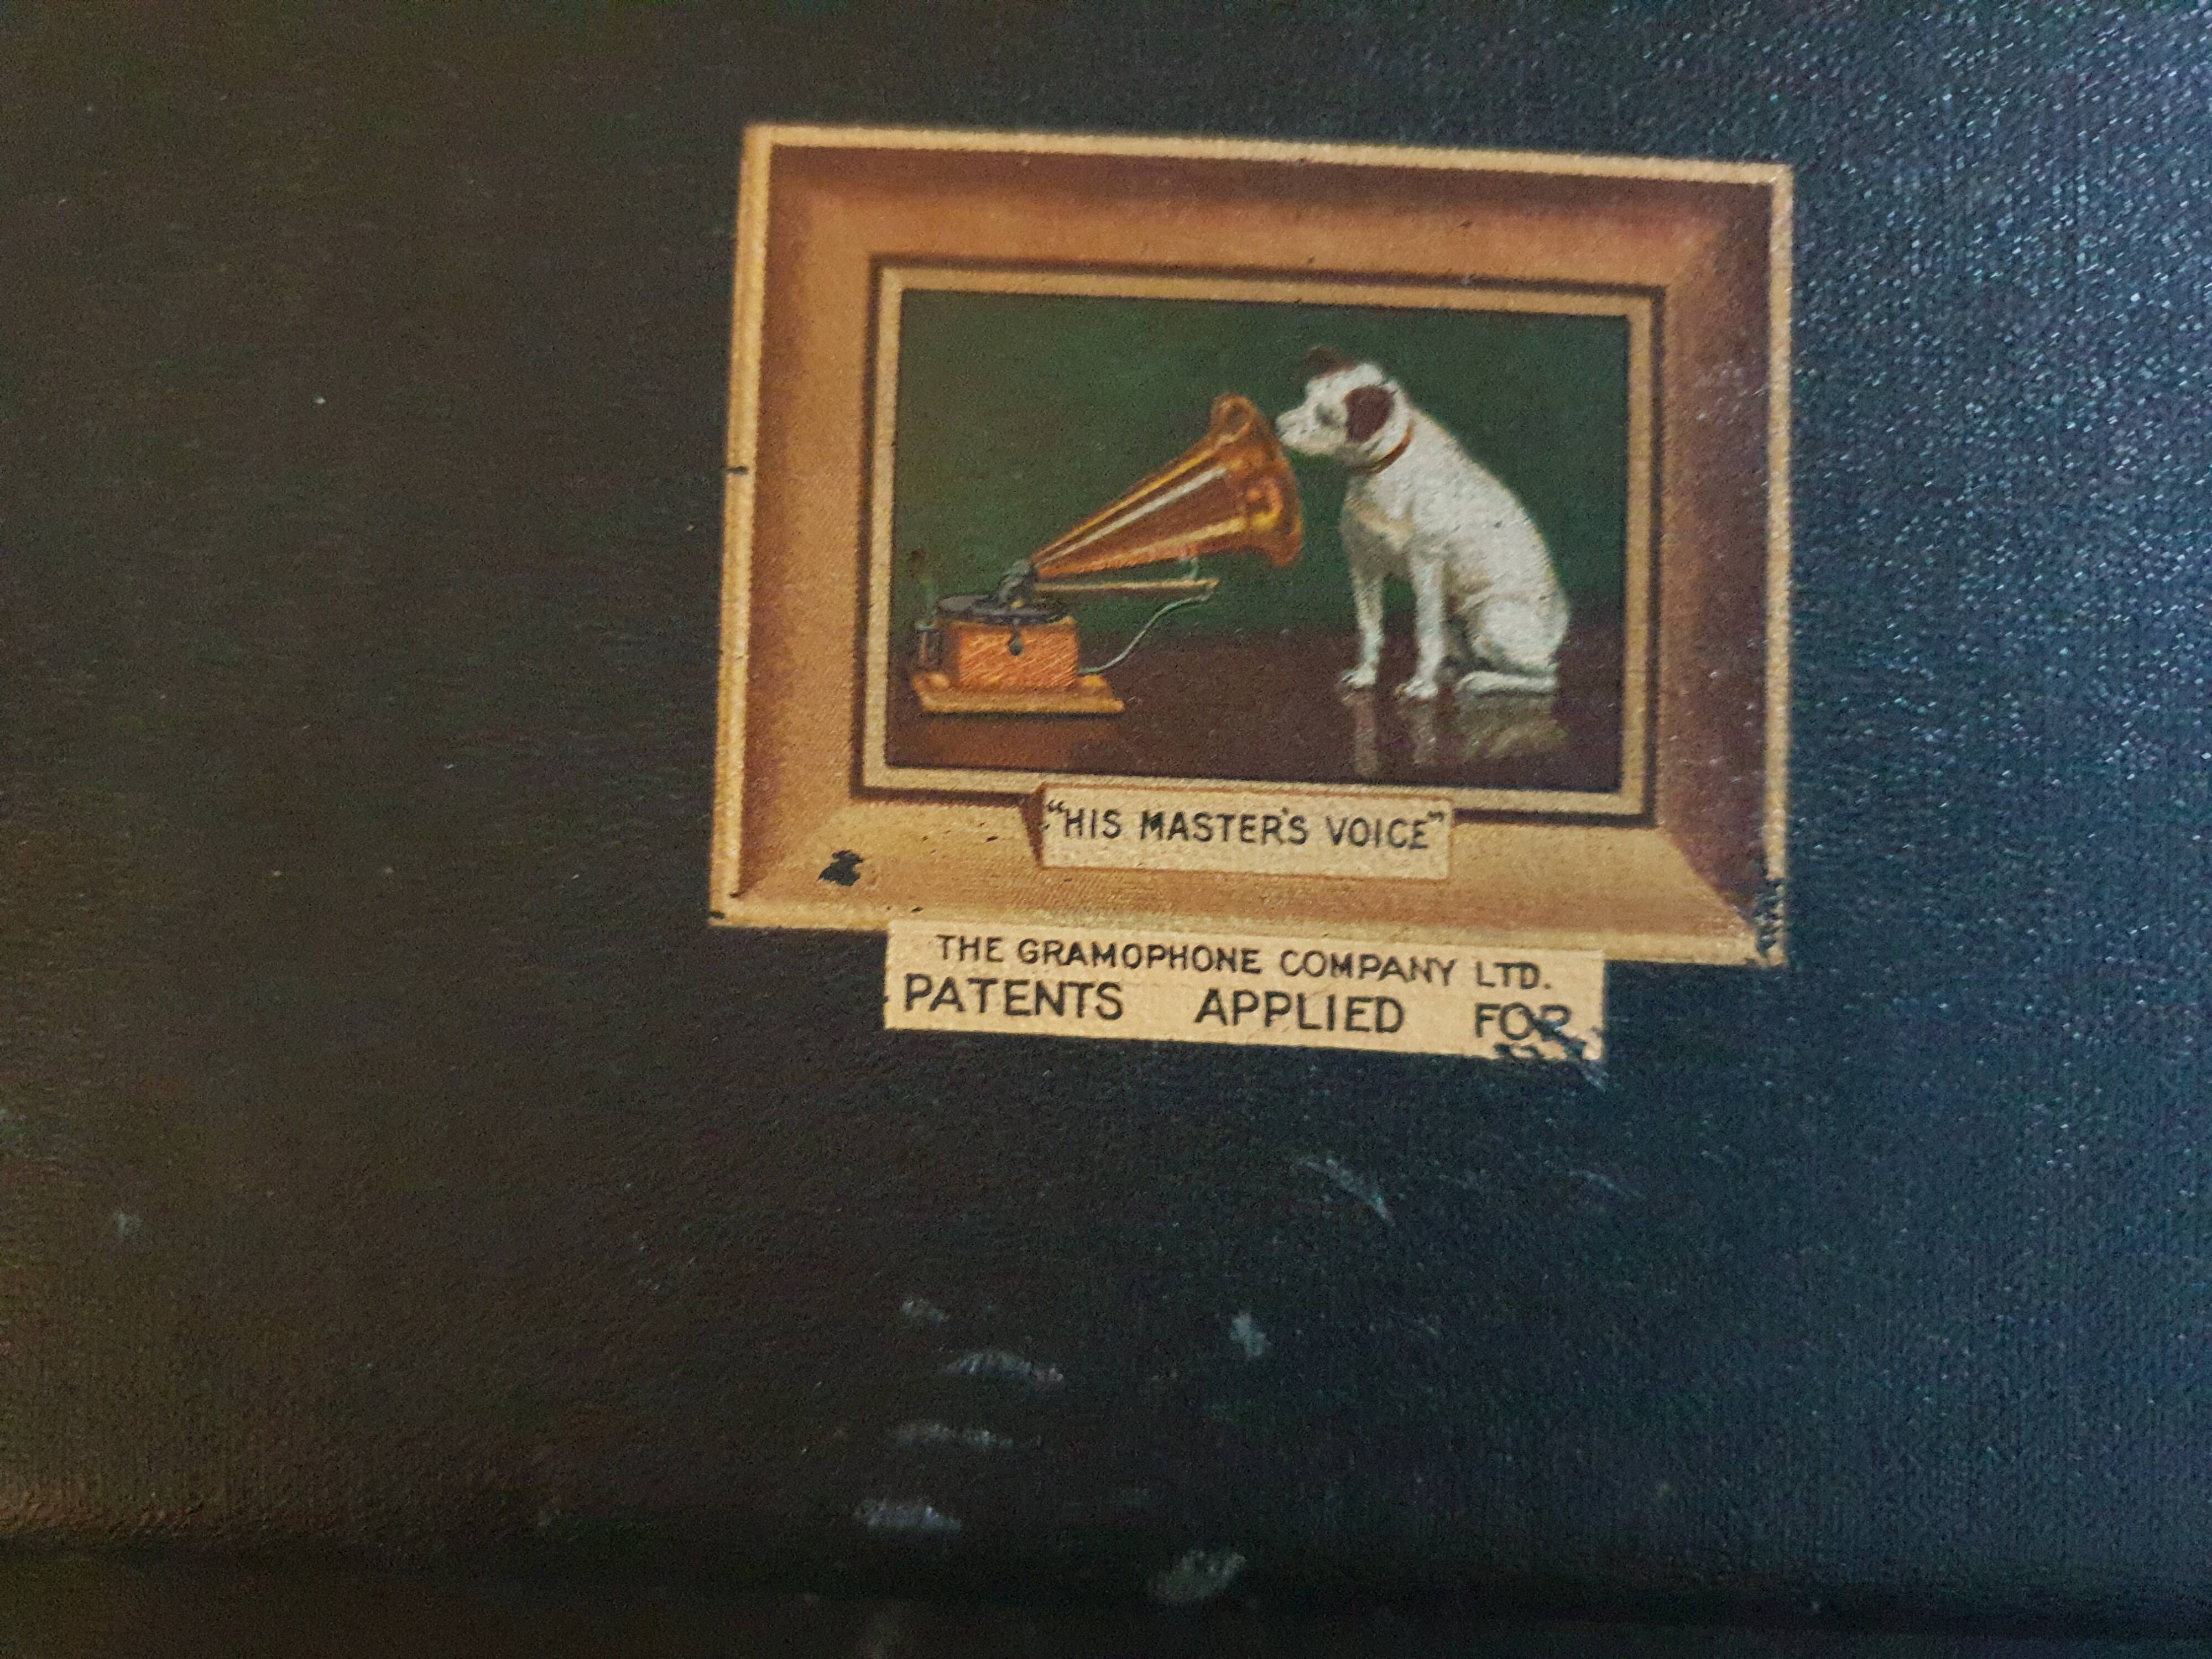 "HIS MASTER'S VOICE"
THE GRAMOPHONE COMPANY LTD.
PATENTS APPLIED FOR